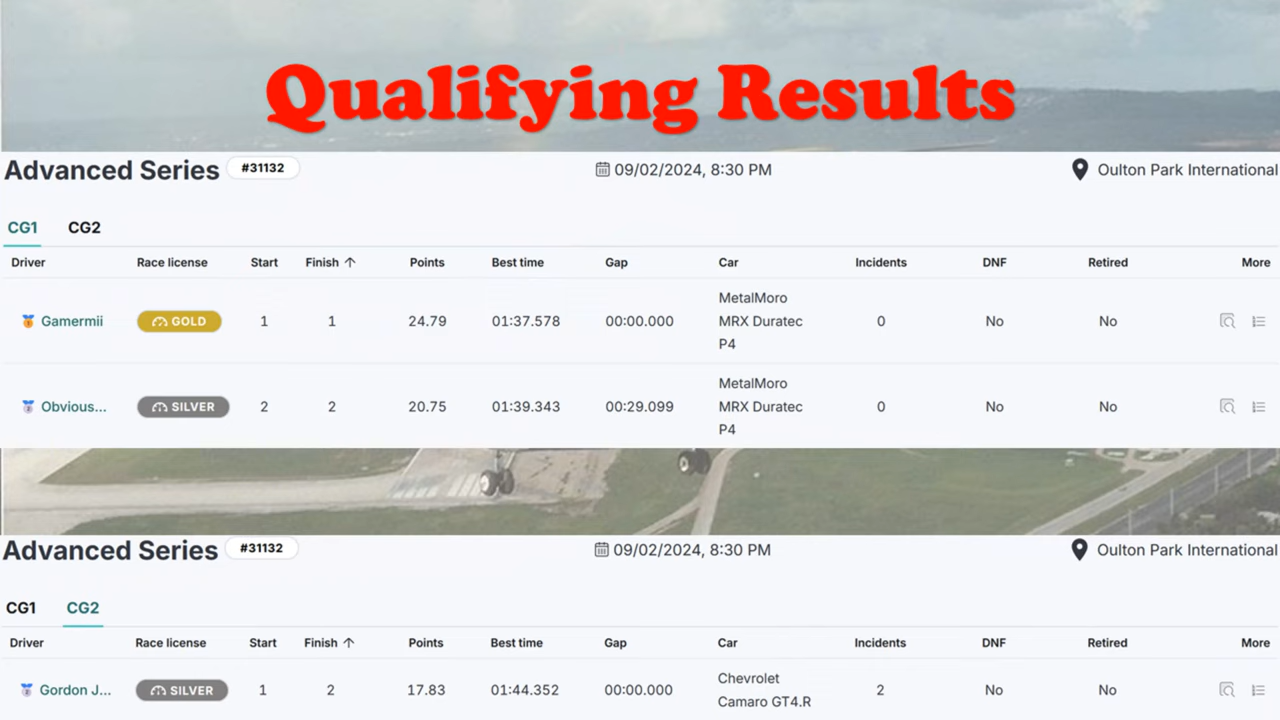 Qualifying Results
Advanced Series #31132 09/02/2024, 8:30 PM Oulton Park International
CG1 CG2
Driver Race license Start Finish ↑ Points Best time Gap Car Incidents DNF Retired More
Gamermii GOLD 1 1 24.79 01:37.578 00:00.000 MetalMoro MRX Duratec P4 0 No No
Obvious... SILVER 2 2 20.75 01:39.343 00:29.099 MetalMoro MRX Duratec P4 0 No No
Advanced Series #31132 09/02/2024, 8:30 PM Oulton Park International
CG1 CG2
Driver Race license Start Finish ↑ Points Best time Gap Car Incidents DNF Retired More
Gordon J... SILVER 1 2 17.83 01:44.352 00:00.000 Chevrolet Camaro GT4.R 2 No No